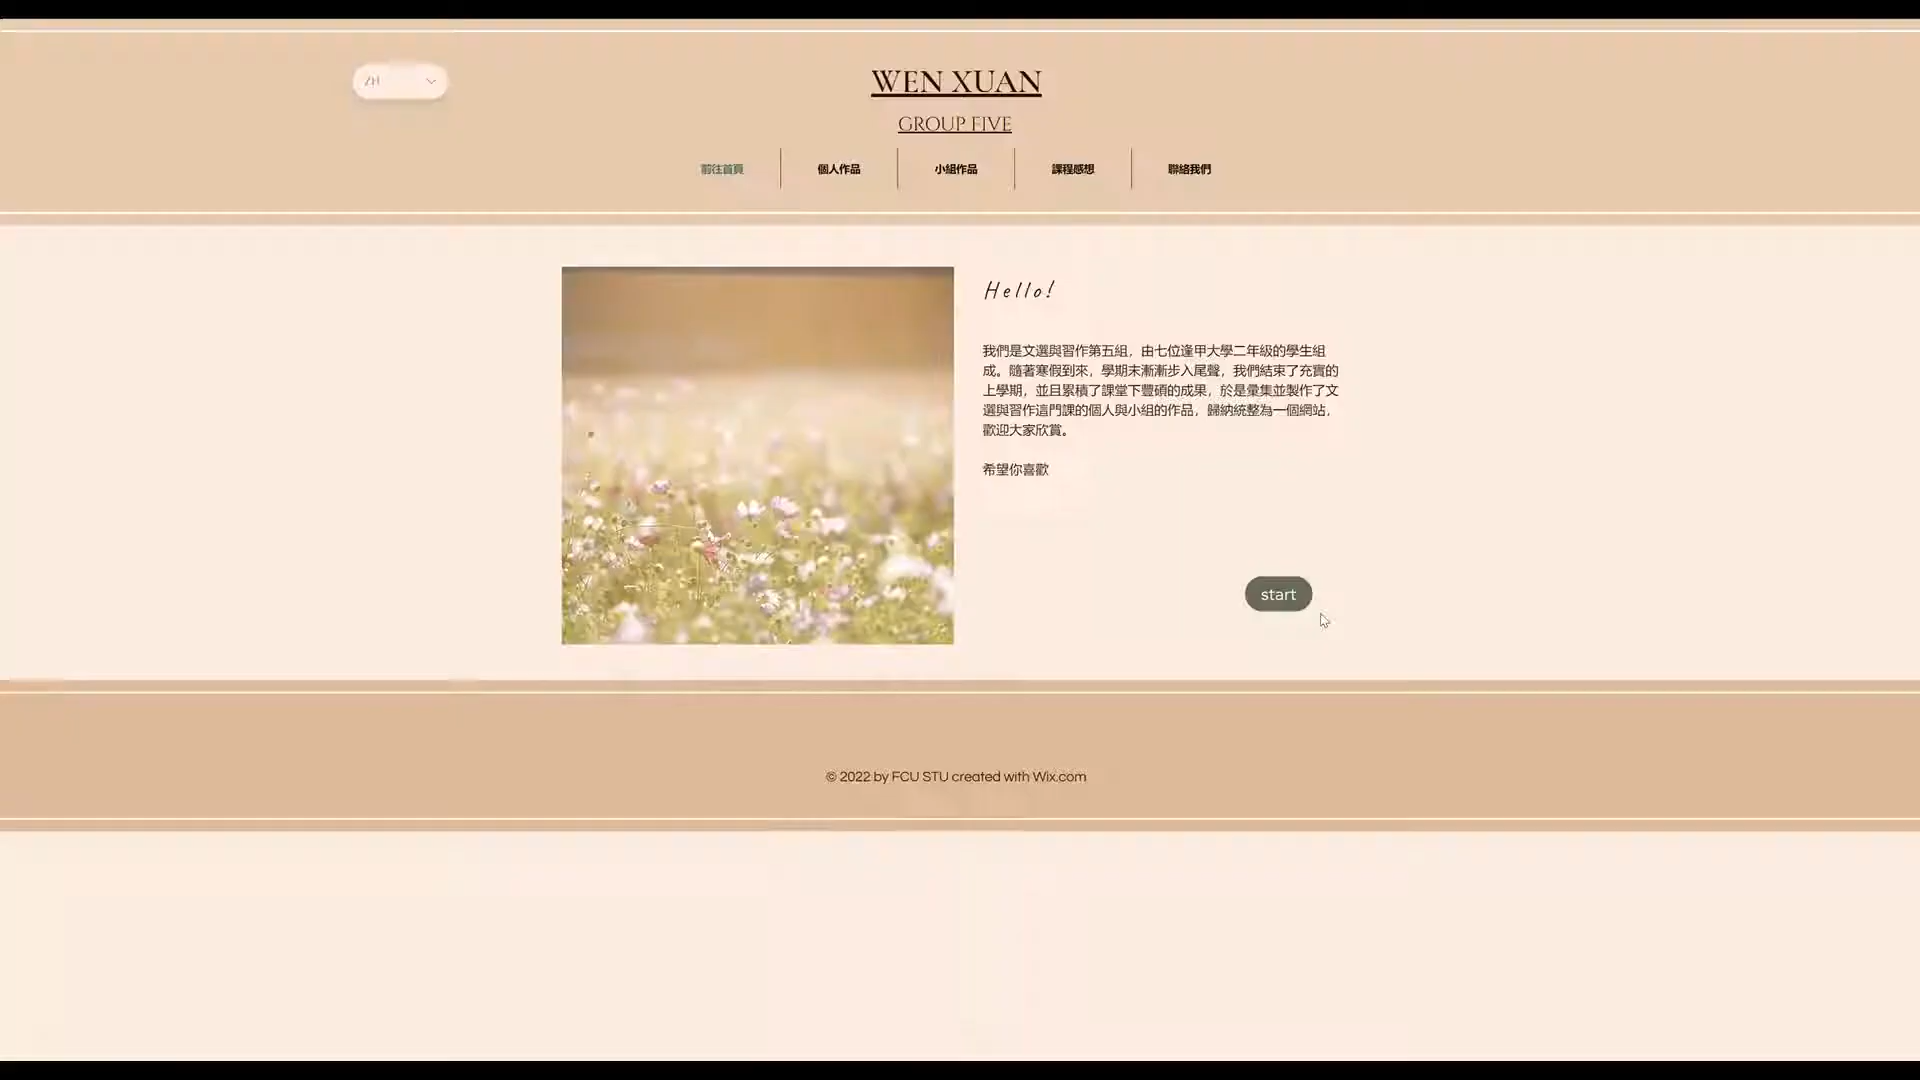 ZH
WEN XUAN
GROUP FIVE
前往首頁
個人作品
小組作品
課程感想
聯絡我們
Hello!
我們是文選與習作第五組，由七位逢甲大學二年級的學生組
成。隨著寒假到來，學期末漸漸步入尾聲，我們結束了充實的
上學期，並且累積了課堂下豐碩的成果，於是彙集並製作了文
選與習作這門課的個人與小組的作品，歸納統整為一個網站，
歡迎大家欣賞。
希望你喜歡
start
© 2022 by FCU STU created with Wix.com